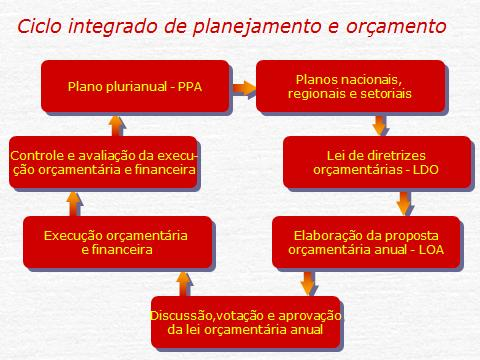 Ciclo integrado de planejamento e orçamento
Plano plurianual - PPA
Planos nacionais,
regionais e setoriais
Lei de diretrizes
orçamentárias - LDO
Elaboração da proposta
orçamentária anual - LOA
Discussão,votação e aprovação
da lei orçamentária anual
Execução orçamentária
e financeira
Controle e avaliação da execu-
ção orçamentária e financeira